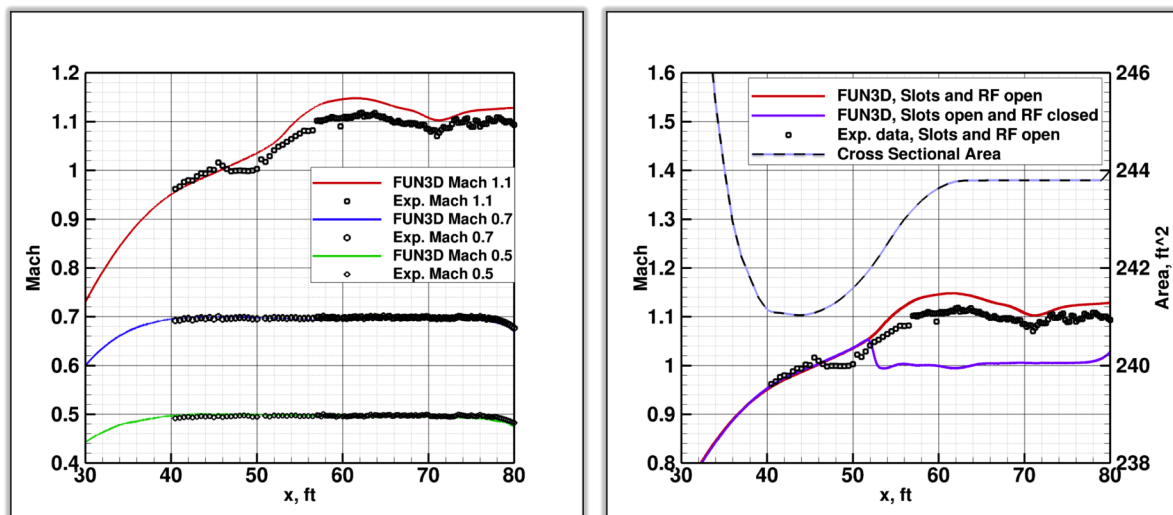 1.2
1.1
1
0.9
0.8
0.7
0.6
0.5
0.4
Mach
FUN3D Mach 1.1
Exp. Mach 1.1
FUN3D Mach 0.7
Exp. Mach 0.7
FUN3D Mach 0.5
Exp. Mach 0.5
30 40 50 60 70 80
x, ft
1.6
1.5
1.4
1.3
1.2
1.1
1
0.9
0.8
Mach
FUN3D, Slots and RF open
FUN3D, Slots open and RF closed
Exp. data, Slots and RF open
Cross Sectional Area
246
244
242
240
238
Area, ft^2
30 40 50 60 70 80
x, ft